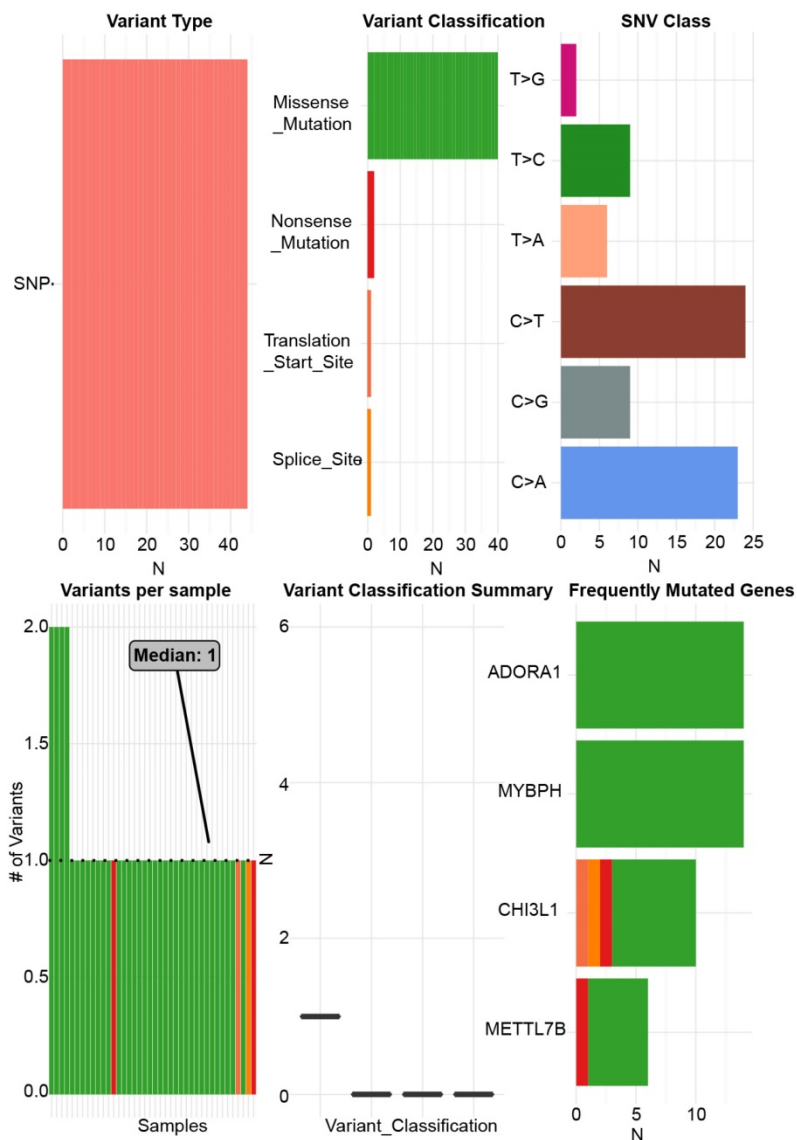 Variant Type
SNP
0 10 20 30 40
N
Variant Classification
Missense
_Mutation
Nonsense
_Mutation
Translation
_Start_Site
Splice_Site
0 10 20 30 40
N
SNV Class
T>G
T>C
T>A
C>T
C>G
C>A
0 5 10 15 20 25
N
Variants per sample
# of Variants
2.0
1.5
1.0
0.5
0.0
Median: 1
Samples
Variant Classification Summary
N
6
4
2
0
Variant_Classification
Frequently Mutated Genes
ADORA1
MYBPH
CHI3L1
METTL7B
0 5 10
N